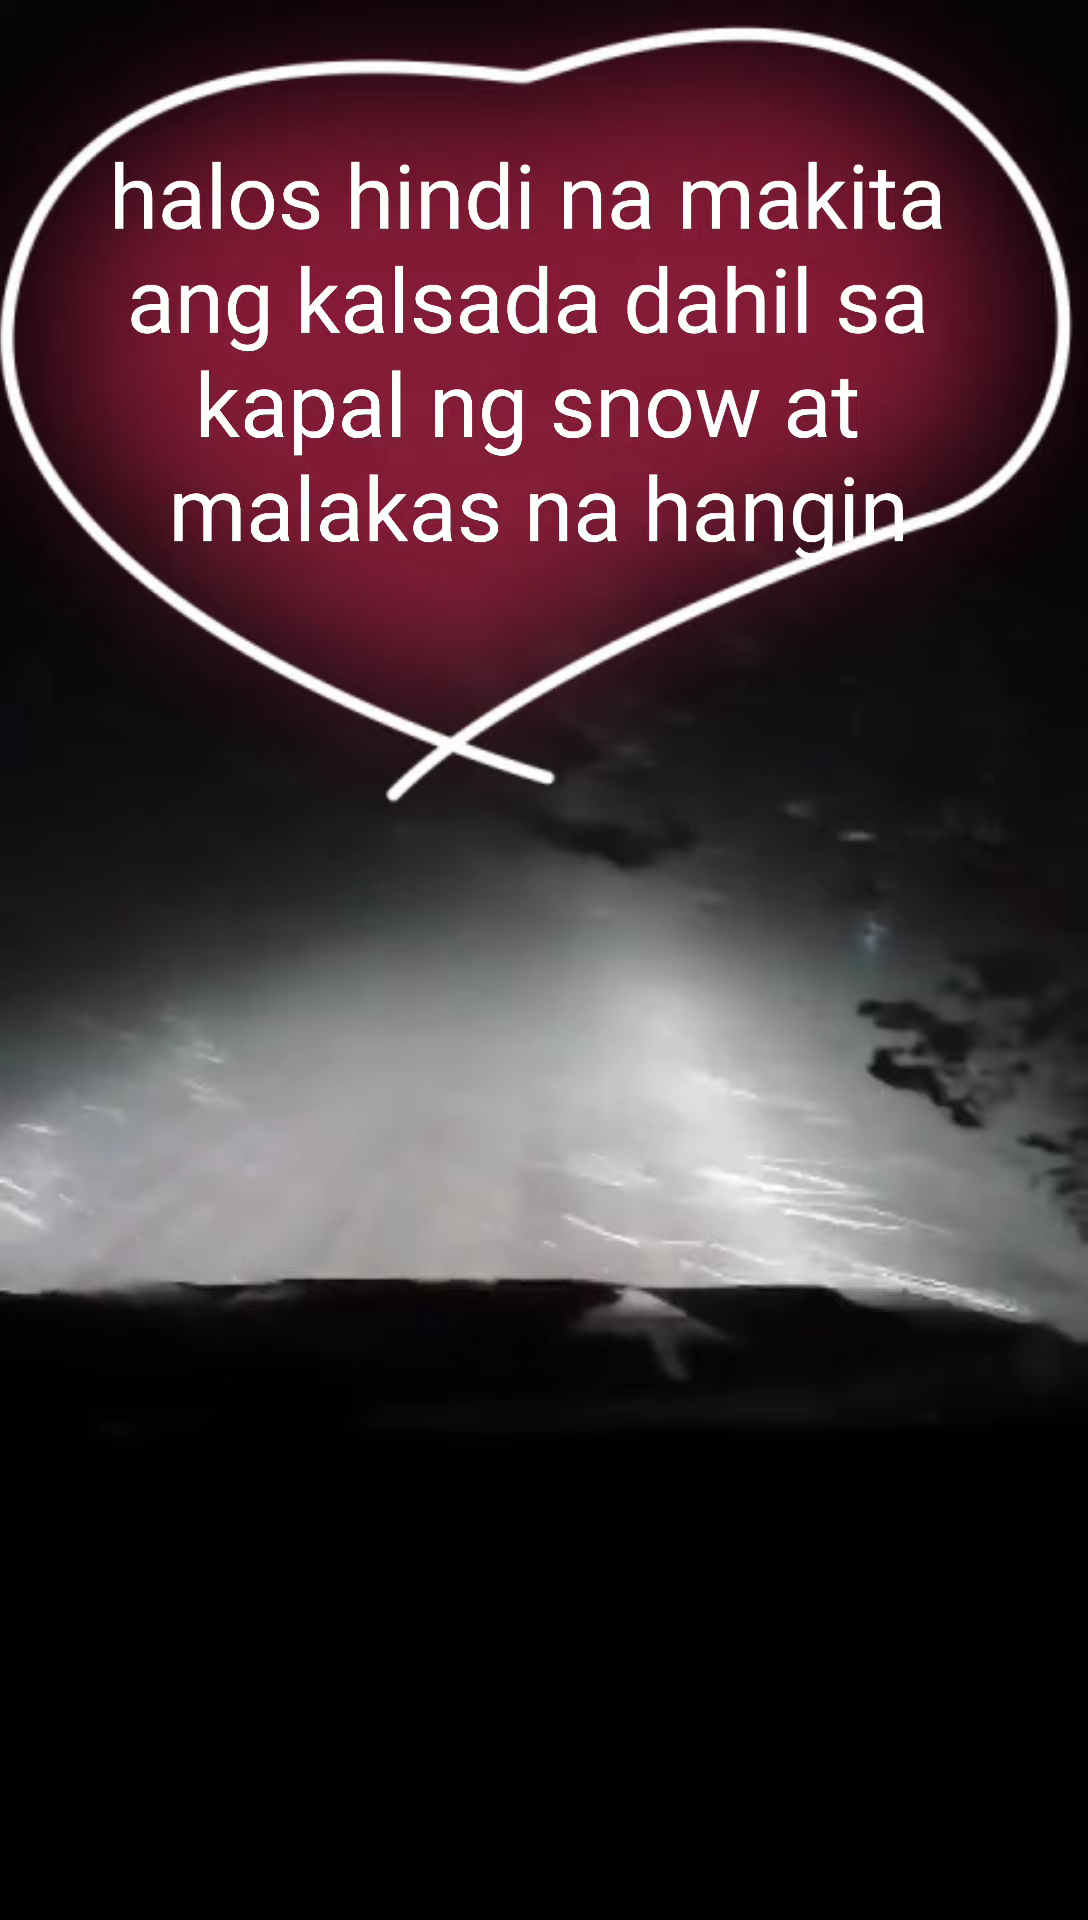 halos hindi na makita
ang kalsada dahil sa
kapal ng snow at
malakas na hangin